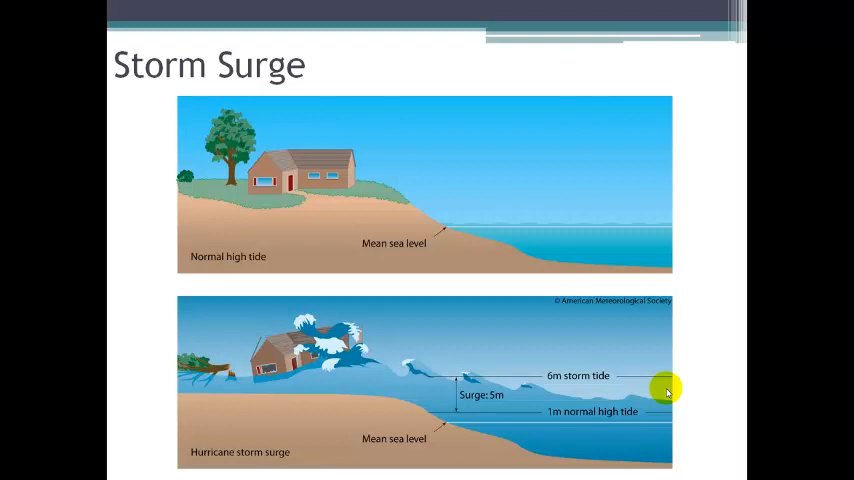 Storm Surge
Mean sea level
Normal high tide
© American Meteorological Society
6m storm tide
Surge: 5m
1m normal high tide
Mean sea level
Hurricane storm surge